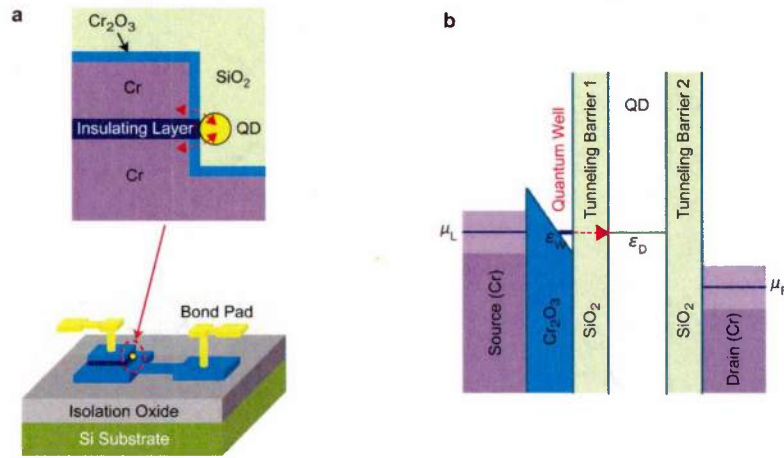 a
Cr₂O₃
Cr
SiO₂
Insulating Layer
QD
Cr
Bond Pad
Isolation Oxide
Si Substrate
b
Quantum Well
Tunneling Barrier 1
QD
Tunneling Barrier 2
μL
εW
εD
Source (Cr)
Cr₂O₃
SiO₂
SiO₂
Drain (Cr)